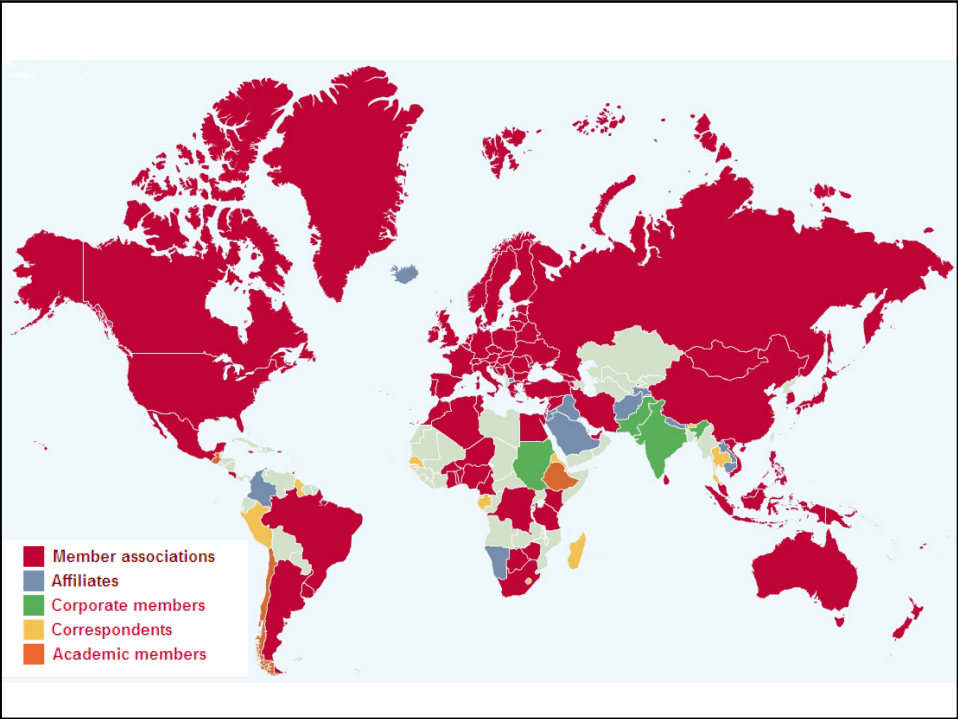 Member associations
Affiliates
Corporate members
Correspondents
Academic members